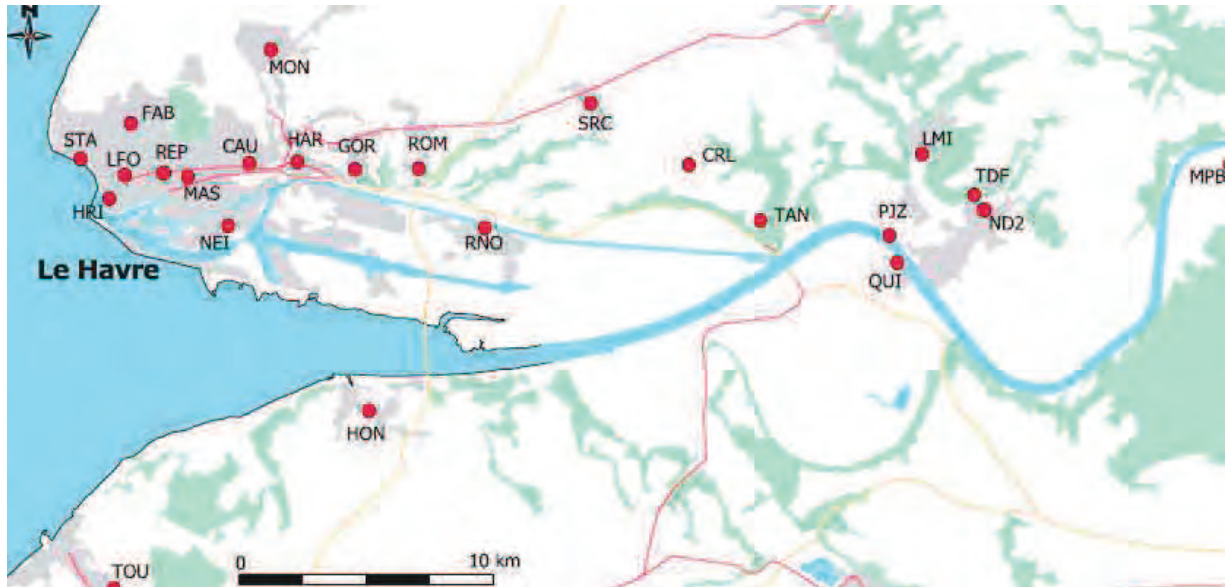 N
MON
FAB
SRC
STA
LFO
REP
CAU
HAR
GOR
ROM
CRL
LMI
MAS
TDF
MPB
HRI
NEI
RNO
TAN
PJZ
ND2
Le Havre
QUI
HON
0
10 km
TOU